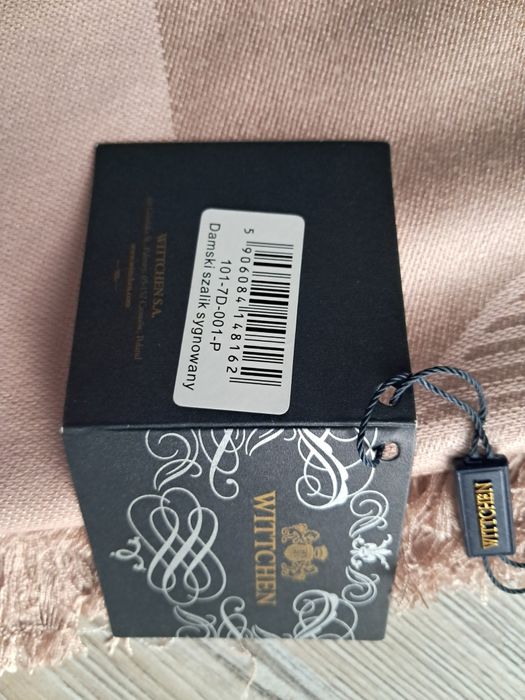 WITTCHEN S.A.
5 906084 148162
101-7D-001-P
Damski szalik sygnowany
WITTCHEN
WITTCHEN